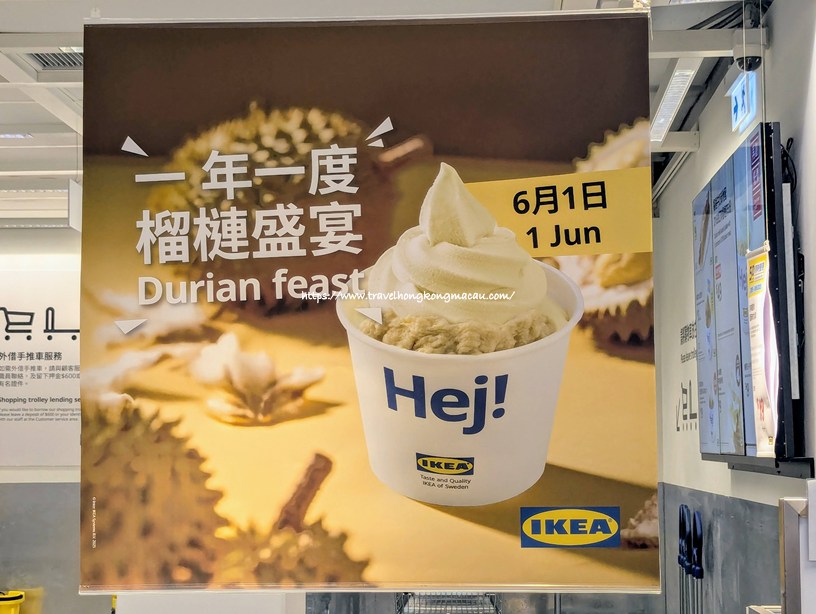 一年一度
榴槤盛宴
Durian feast
6月1日
1 Jun
https://www.travelhongkongmacau.com/
Hej!
IKEA
Taste and Quality
IKEA of Sweden
IKEA
外借手推車服務
Shopping trolley lending se